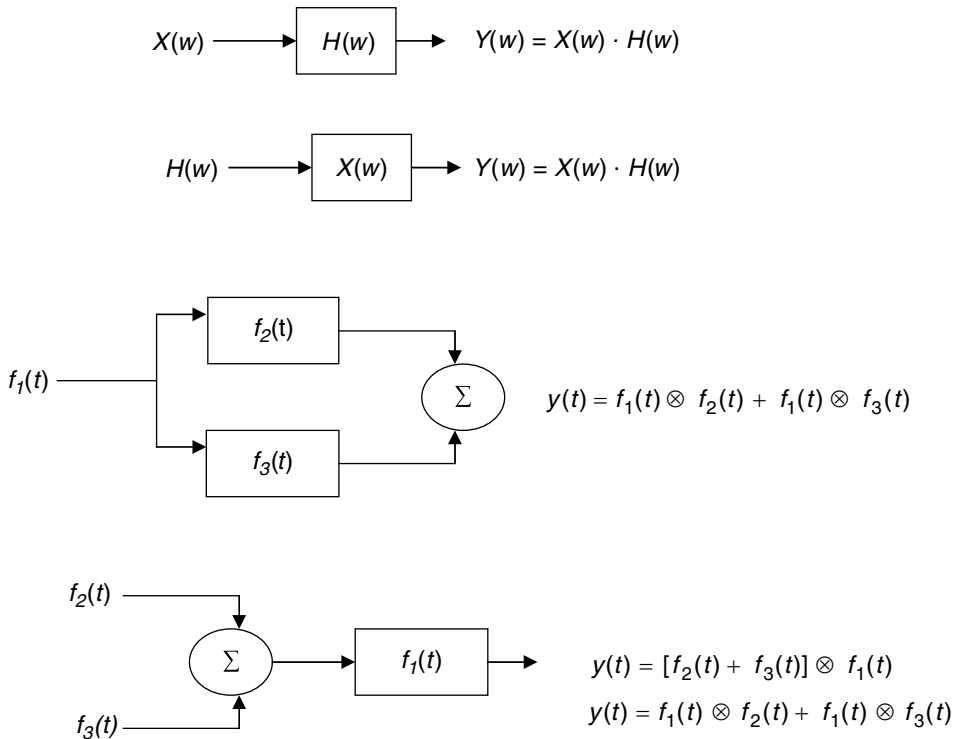 X(w) H(w) Y(w) = X(w) · H(w)
H(w) X(w) Y(w) = X(w) · H(w)
f₂(t)
f₁(t) Σ y(t) = f₁(t) ⊗ f₂(t) + f₁(t) ⊗ f₃(t)
f₃(t)
f₂(t)
Σ f₁(t) y(t) = [f₂(t) + f₃(t)] ⊗ f₁(t)
f₃(t) y(t) = f₁(t) ⊗ f₂(t) + f₁(t) ⊗ f₃(t)